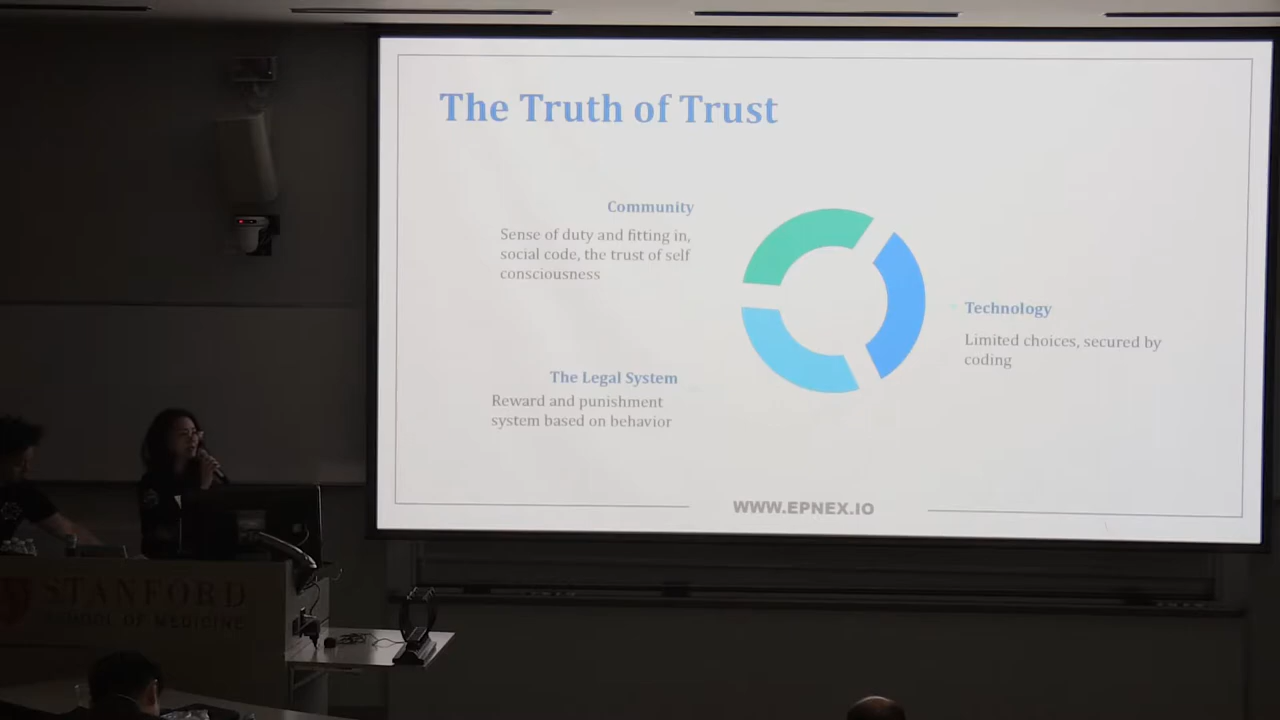 The Truth of Trust
Community
Sense of duty and fitting in,
social code, the trust of self
consciousness
Technology
Limited choices, secured by
coding
The Legal System
Reward and punishment
system based on behavior
WWW.EPNEX.IO
STANFORD
SCHOOL OF MEDICINE